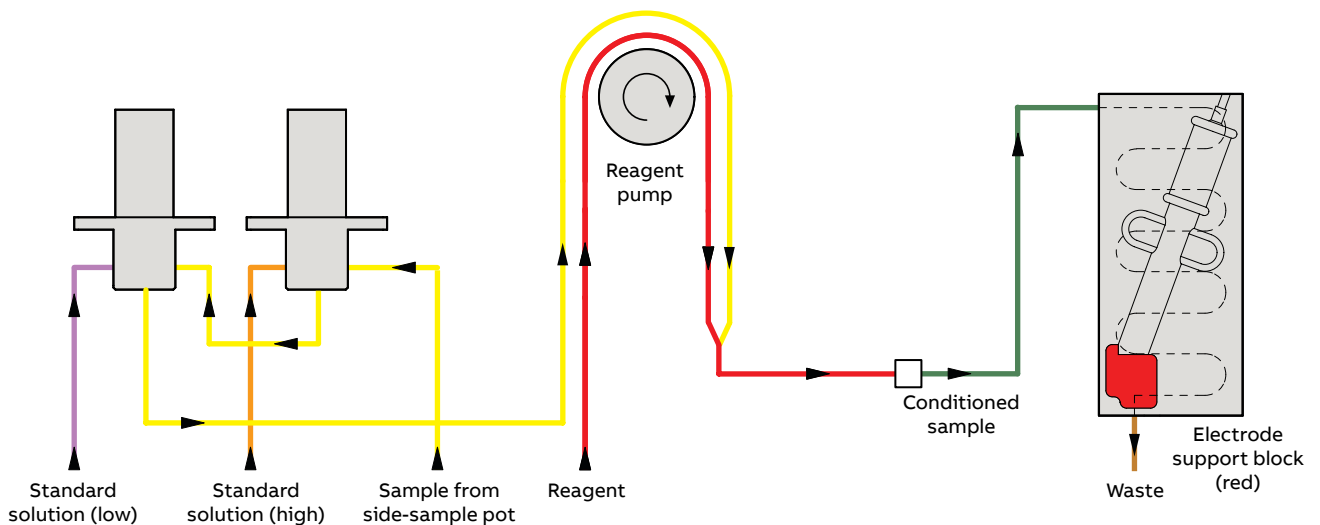 Reagent
pump
Conditioned
sample
Electrode
support block
(red)
Standard
solution (low)
Standard
solution (high)
Sample from
side-sample pot
Reagent
Waste